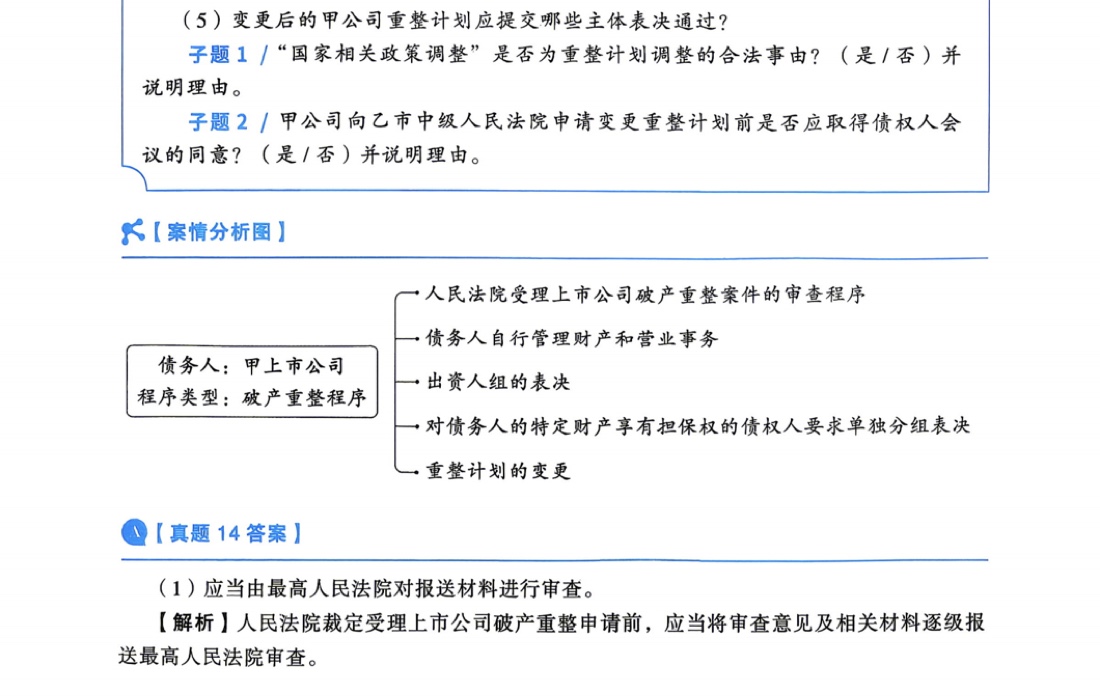 （5）变更后的甲公司重整计划应提交哪些主体表决通过？
子题 1 /“国家相关政策调整”是否为重整计划调整的合法事由？（是/否）并
说明理由。
子题 2 / 甲公司向乙市中级人民法院申请变更重整计划前是否应取得债权人会
议的同意？（是/否）并说明理由。
【案情分析图】
债务人：甲上市公司
程序类型：破产重整程序
人民法院受理上市公司破产重整案件的审查程序
债务人自行管理财产和营业事务
出资人组的表决
对债务人的特定财产享有担保权的债权人要求单独分组表决
重整计划的变更
【真题 14 答案】
（1）应当由最高人民法院对报送材料进行审查。
【解析】人民法院裁定受理上市公司破产重整申请前，应当将审查意见及相关材料逐级报
送最高人民法院审查。